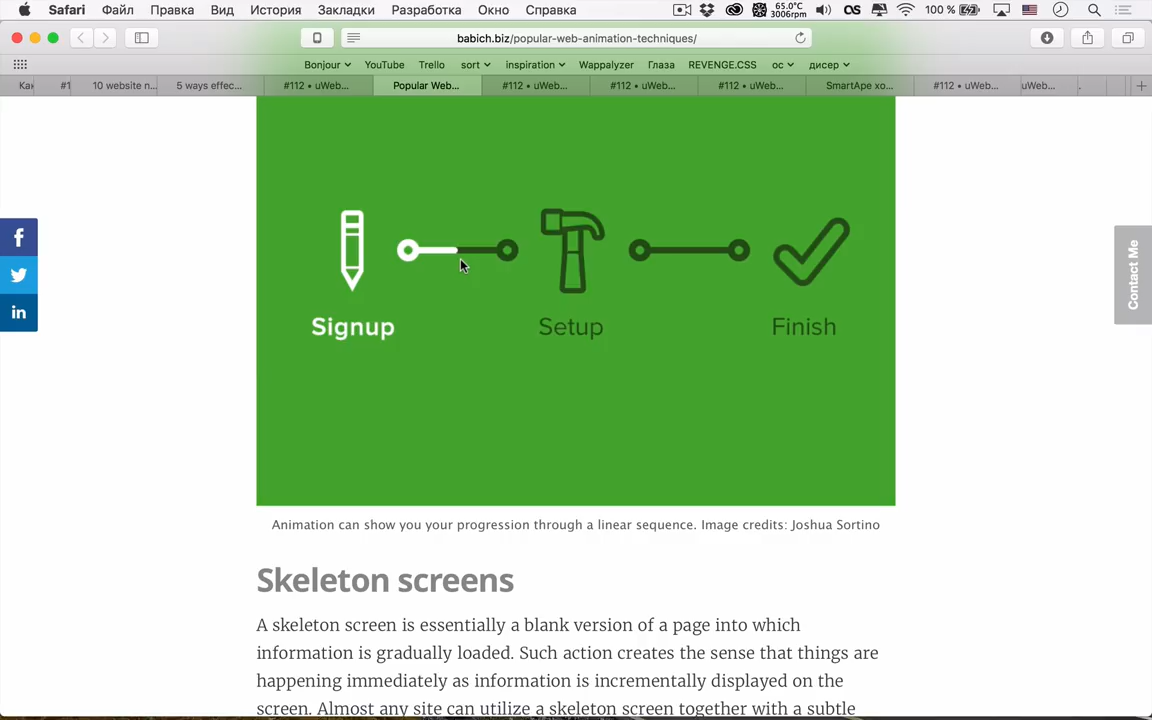 Safari Файл Правка Вид История Закладки Разработка Окно Справка 65.0°C 3006rpm 100 %
babich.biz/popular-web-animation-techniques/
Bonjour YouTube Trello sort inspiration Wappalyzer Глаза REVENGE.CSS ос дисер
Как #1 10 website n... 5 ways effec... #112 • uWeb... Popular Web... #112 • uWeb... #112 • uWeb... #112 • uWeb... SmartApe хо... #112 • uWeb... uWeb...
f
in
Contact Me
Signup Setup Finish
Animation can show you your progression through a linear sequence. Image credits: Joshua Sortino
Skeleton screens
A skeleton screen is essentially a blank version of a page into which
information is gradually loaded. Such action creates the sense that things are
happening immediately as information is incrementally displayed on the
screen. Almost any site can utilize a skeleton screen together with a subtle